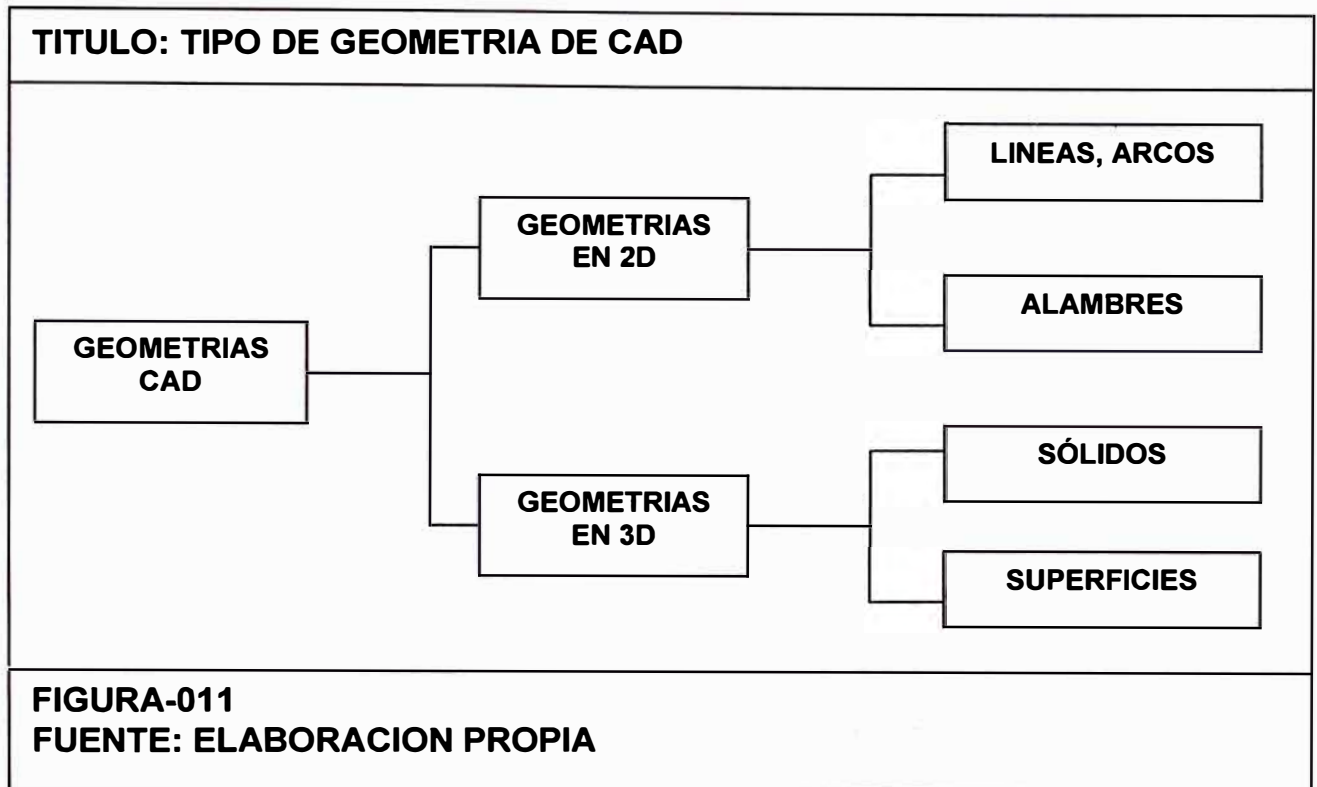 TITULO: TIPO DE GEOMETRIA DE CAD
LINEAS, ARCOS
GEOMETRIAS
EN 2D
ALAMBRES
GEOMETRIAS
CAD
SÓLIDOS
GEOMETRIAS
EN 3D
SUPERFICIES
FIGURA-011
FUENTE: ELABORACION PROPIA